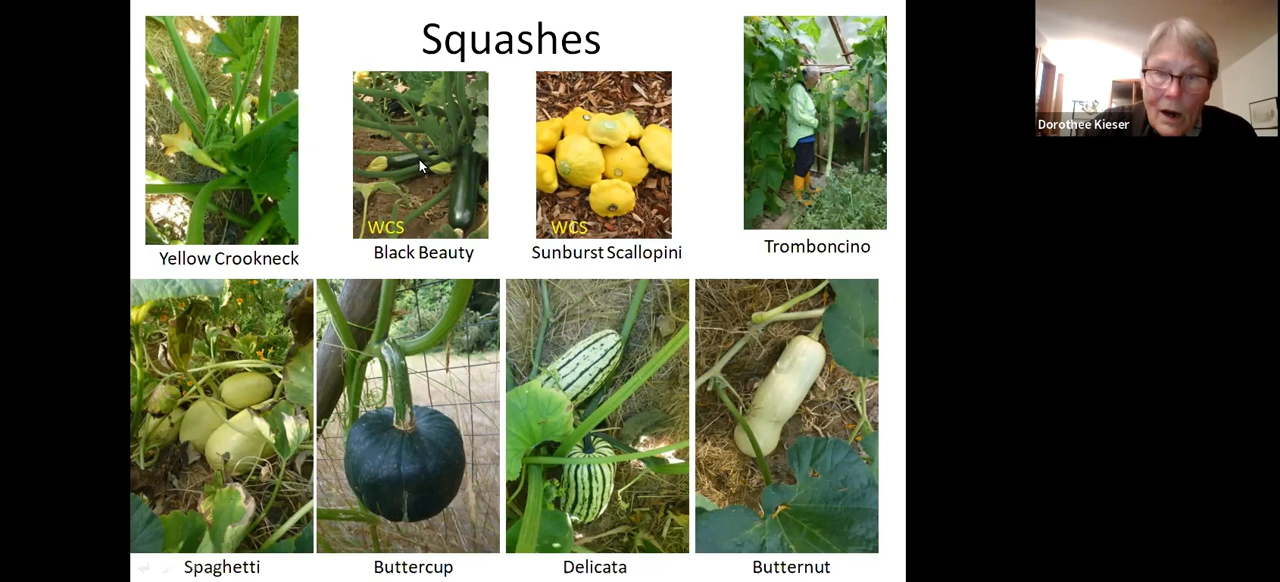 Squashes
Dorothee Kieser
WCS
WCS
Yellow Crookneck
Black Beauty
Sunburst Scallopini
Tromboncino
Spaghetti
Buttercup
Delicata
Butternut